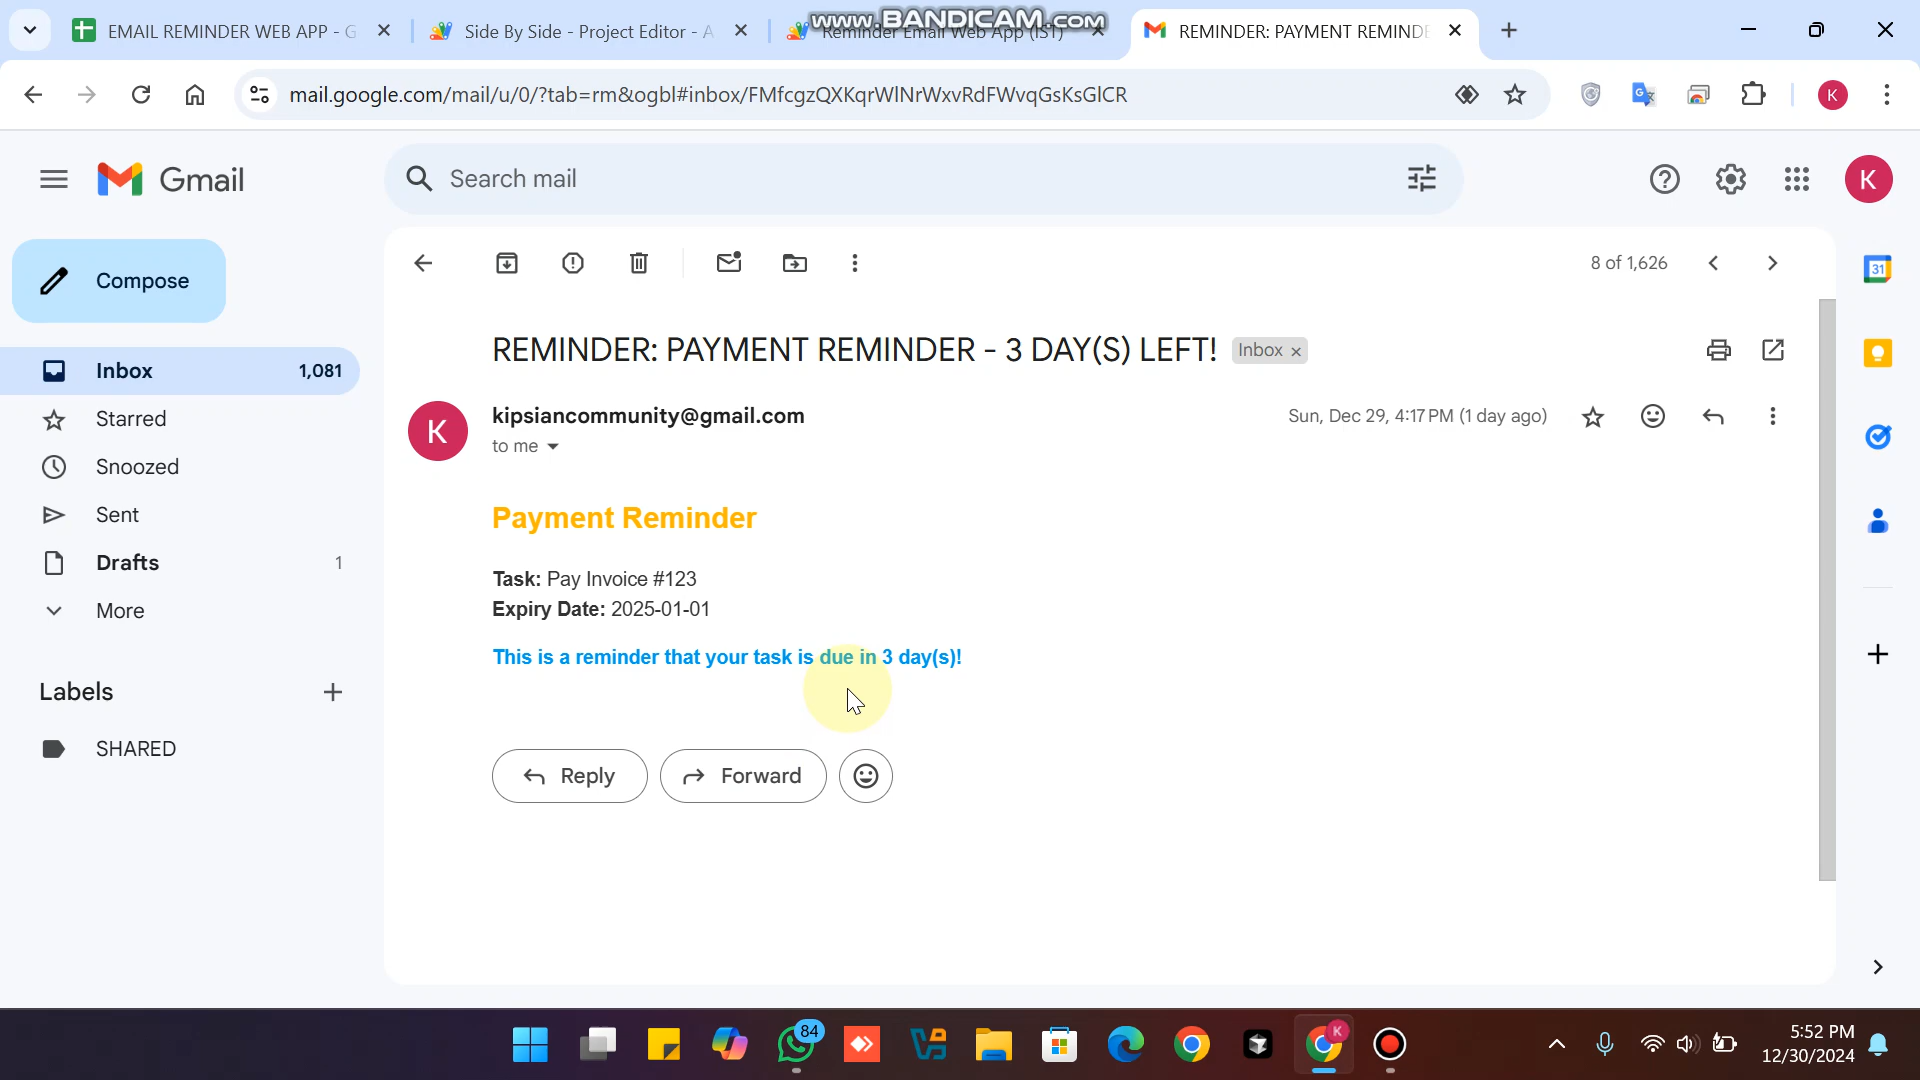 EMAIL REMINDER WEB APP - G
Side By Side - Project Editor - A
Reminder Email Web App (IST)
REMINDER: PAYMENT REMINDE
www.BANDICAM.com
mail.google.com/mail/u/0/?tab=rm&ogbl#inbox/FMfcgzQXKqrWlNrWxvRdFWvqGsKsGlCR
K
Gmail
Search mail
K
Compose
8 of 1,626
31
Inbox 1,081
Starred
Snoozed
Sent
Drafts 1
More
Labels
SHARED
REMINDER: PAYMENT REMINDER - 3 DAY(S) LEFT!
Inbox x
K
kipsiancommunity@gmail.com
Sun, Dec 29, 4:17 PM (1 day ago)
to me
Payment Reminder
Task: Pay Invoice #123
Expiry Date: 2025-01-01
This is a reminder that your task is due in 3 day(s)!
Reply
Forward
84
K
5:52 PM
12/30/2024